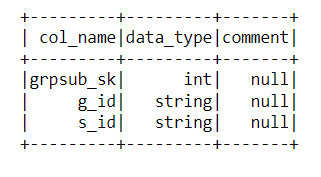 +---------+---------+-------+
| col_name|data_type|comment|
+---------+---------+-------+
|grpsub_sk|      int|   null|
|     g_id|   string|   null|
|     s_id|   string|   null|
+---------+---------+-------+